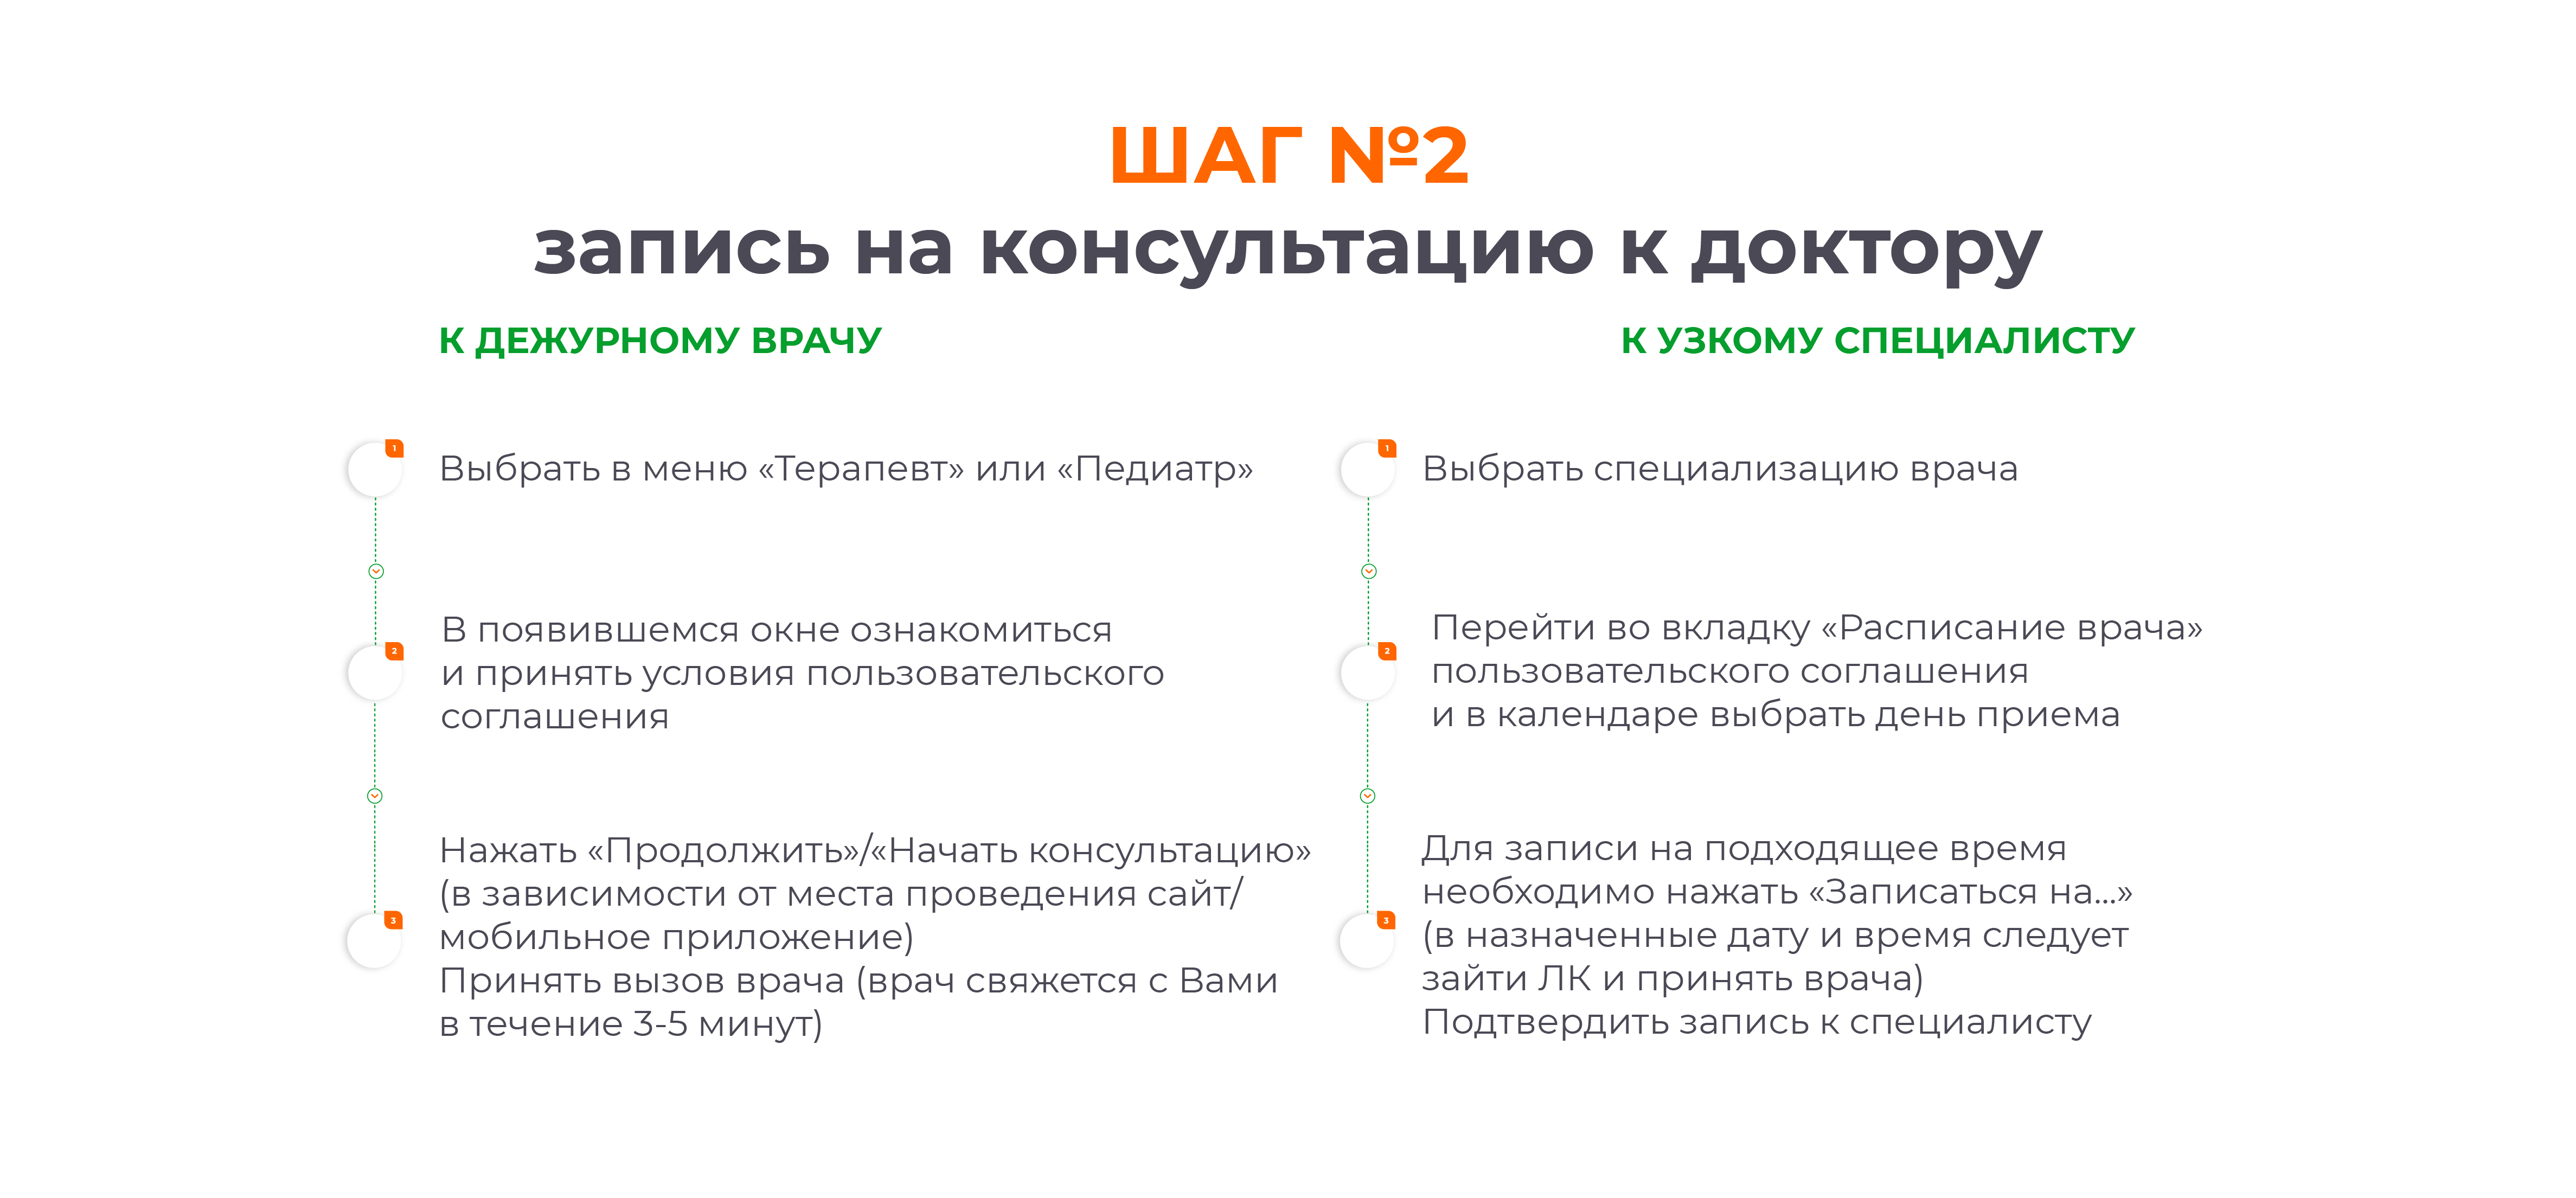 ШАГ №2
запись на консультацию к доктору
К ДЕЖУРНОМУ ВРАЧУ
1
Выбрать в меню «Терапевт» или «Педиатр»
2
В появившемся окне ознакомиться
и принять условия пользовательского
соглашения
3
Нажать «Продолжить»/«Начать консультацию»
(в зависимости от места проведения сайт/
мобильное приложение)
Принять вызов врача (врач свяжется с Вами
в течение 3-5 минут)
К УЗКОМУ СПЕЦИАЛИСТУ
1
Выбрать специализацию врача
2
Перейти во вкладку «Расписание врача»
пользовательского соглашения
и в календаре выбрать день приема
3
Для записи на подходящее время
необходимо нажать «Записаться на...»
(в назначенные дату и время следует
зайти ЛК и принять врача)
Подтвердить запись к специалисту